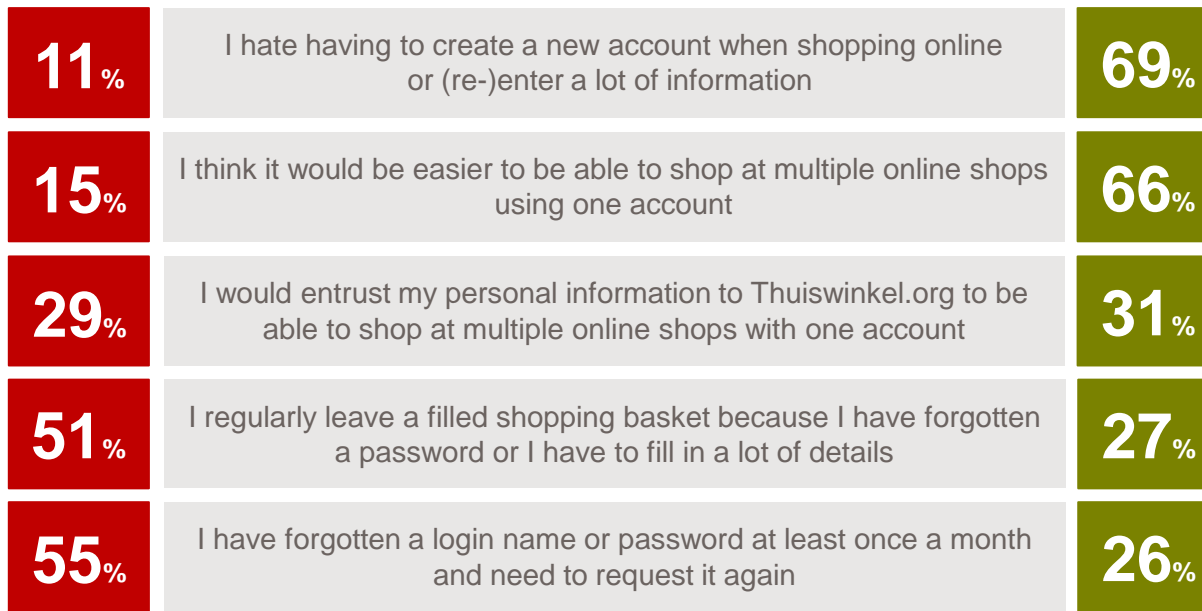 11%
I hate having to create a new account when shopping online
or (re-)enter a lot of information
69%
15%
I think it would be easier to be able to shop at multiple online shops
using one account
66%
29%
I would entrust my personal information to Thuiswinkel.org to be
able to shop at multiple online shops with one account
31%
51%
I regularly leave a filled shopping basket because I have forgotten
a password or I have to fill in a lot of details
27%
55%
I have forgotten a login name or password at least once a month
and need to request it again
26%